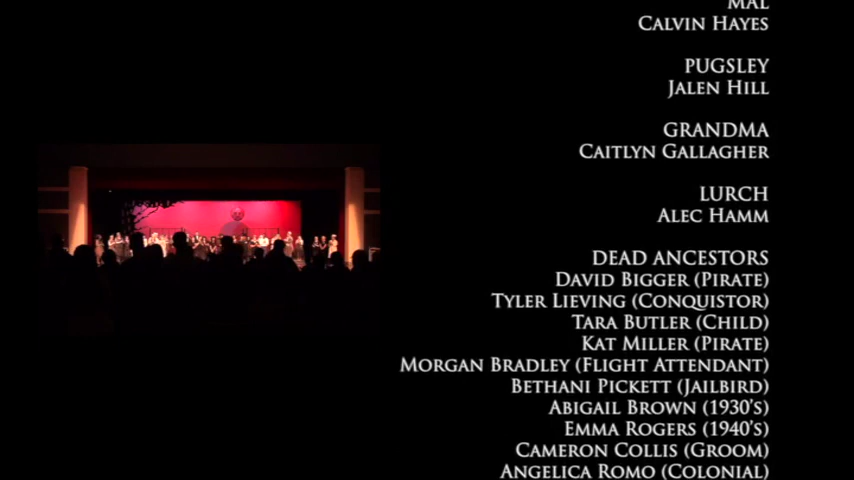 MAL
CALVIN HAYES
PUGSLEY
JALEN HILL
GRANDMA
CAITLYN GALLAGHER
LURCH
ALEC HAMM
DEAD ANCESTORS
DAVID BIGGER (PIRATE)
TYLER LIEVING (CONQUISTOR)
TARA BUTLER (CHILD)
KAT MILLER (PIRATE)
MORGAN BRADLEY (FLIGHT ATTENDANT)
BETHANI PICKETT (JAILBIRD)
ABIGAIL BROWN (1930'S)
EMMA ROGERS (1940'S)
CAMERON COLLIS (GROOM)
ANGELICA ROMO (COLONIAL)